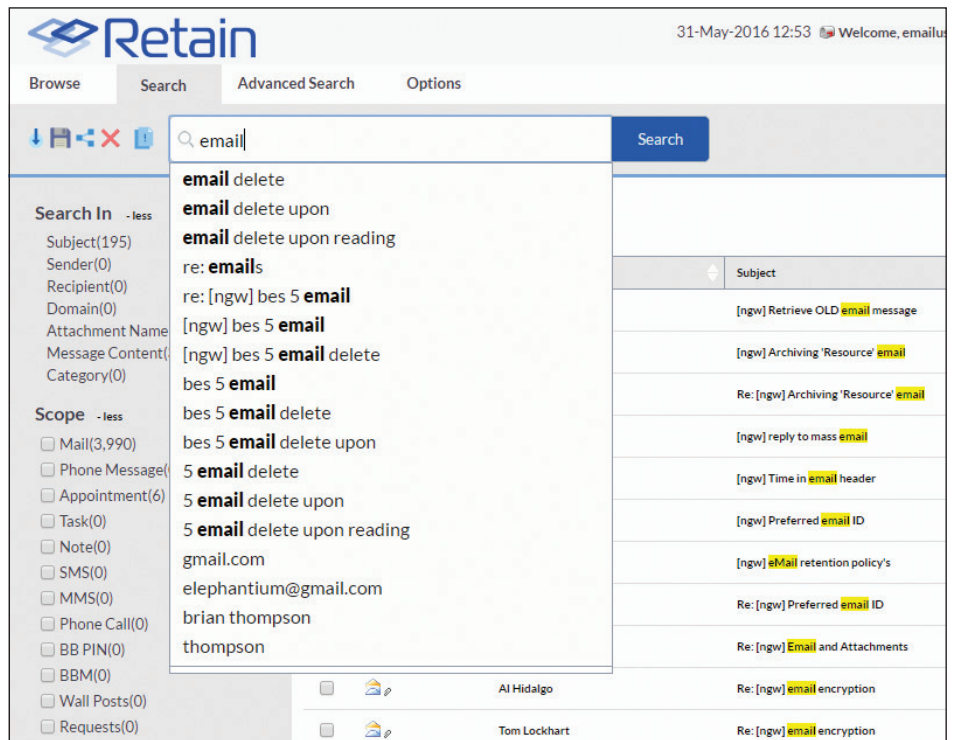 Retain
31-May-2016 12:53 Welcome, emailus
Browse Search Advanced Search Options
email Search
email delete
email delete upon
email delete upon reading
re: emails
re: [ngw] bes 5 email
[ngw] bes 5 email
[ngw] bes 5 email delete
bes 5 email
bes 5 email delete
bes 5 email delete upon
5 email delete
5 email delete upon
5 email delete upon reading
gmail.com
elephantium@gmail.com
brian thompson
thompson
Search In - less
Subject(195)
Sender(0)
Recipient(0)
Domain(0)
Attachment Name
Message Content(
Category(0)
Scope - less
Mail(3,990)
Phone Message(
Appointment(6)
Task(0)
Note(0)
SMS(0)
MMS(0)
Phone Call(0)
BB PIN(0)
BBM(0)
Wall Posts(0)
Requests(0)
Subject
[ngw] Retrieve OLD email message
[ngw] Archiving 'Resource' email
Re: [ngw] Archiving 'Resource' email
[ngw] reply to mass email
[ngw] Time in email header
[ngw] Preferred email ID
[ngw] eMail retention policy's
Re: [ngw] Preferred email ID
Re: [ngw] Email and Attachments
Al Hidalgo Re: [ngw] email encryption
Tom Lockhart Re: [ngw] email encryption